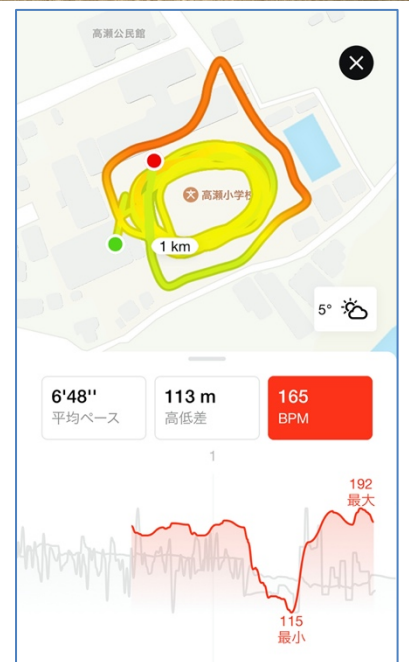 高瀬公民館
高瀬小学校
1 km
5°
6'48''
平均ペース
113 m
高低差
165
BPM
1
192
最大
115
最小